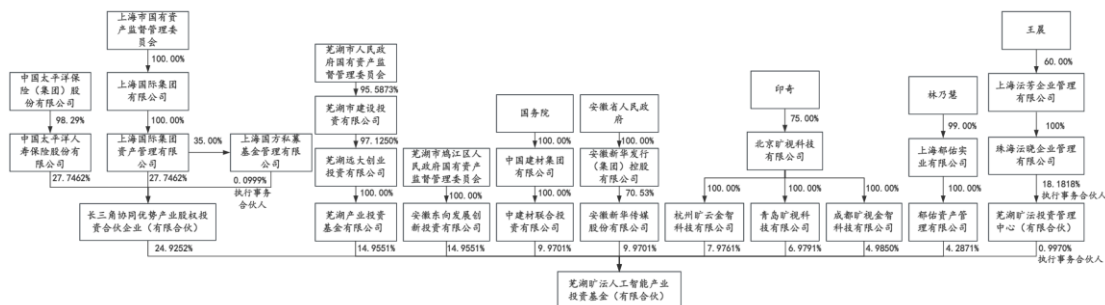 上海市国有资
产监督管理委
员会
王晨
芜湖市人民政
府国有资产监
督管理委员会
100.00%
60.00%
95.5873%
中国太平洋保
险（集团）股
份有限公司
上海国际集团
有限公司
上海法芳企业管理
有限公司
芜湖市建设投
资有限公司
国务院
安徽省人民政
府
印奇
林乃慧
98.29%
100.00%
35.00%
97.1250%
100.00%
100.00%
75.00%
99.00%
100%
中国太平洋人
寿保险股份有
限公司
上海国际集团
资产管理有限
公司
上海国方私募
基金管理有限
公司
芜湖远大创业
投资有限公司
芜湖市鸠江区人
民政府国有资产
监督管理委员会
中国建材集团
有限公司
安徽新华发行
（集团）控股
有限公司
北京旷视科技
有限公司
上海郁佑实
业有限公司
珠海法晓企业管理
有限公司
27.7462%
27.7462%
0.0999%
执行事务
合伙人
100.00%
100.00%
100.00%
70.53%
100.00%
100.00%
100.00%
100.00%
18.1818%
执行事务
合伙人
长三角协同优势产业股权投
资合伙企业（有限合伙）
芜湖产业投资
基金有限公司
安徽东向发展创
新投资有限公司
中建材联合投
资有限公司
安徽新华传媒
股份有限公司
杭州旷云金智
科技有限公司
青岛旷视科
技有限公司
成都旷视金智
科技有限公司
郁佑资产管
理有限公司
芜湖旷法投资管理
中心（有限合伙）
24.9252%
14.9551%
14.9551%
9.9701%
9.9701%
7.9761%
6.9791%
4.9850%
4.2871%
0.9970%
执行事务合伙人
芜湖旷法人工智能产业
投资基金（有限合伙）